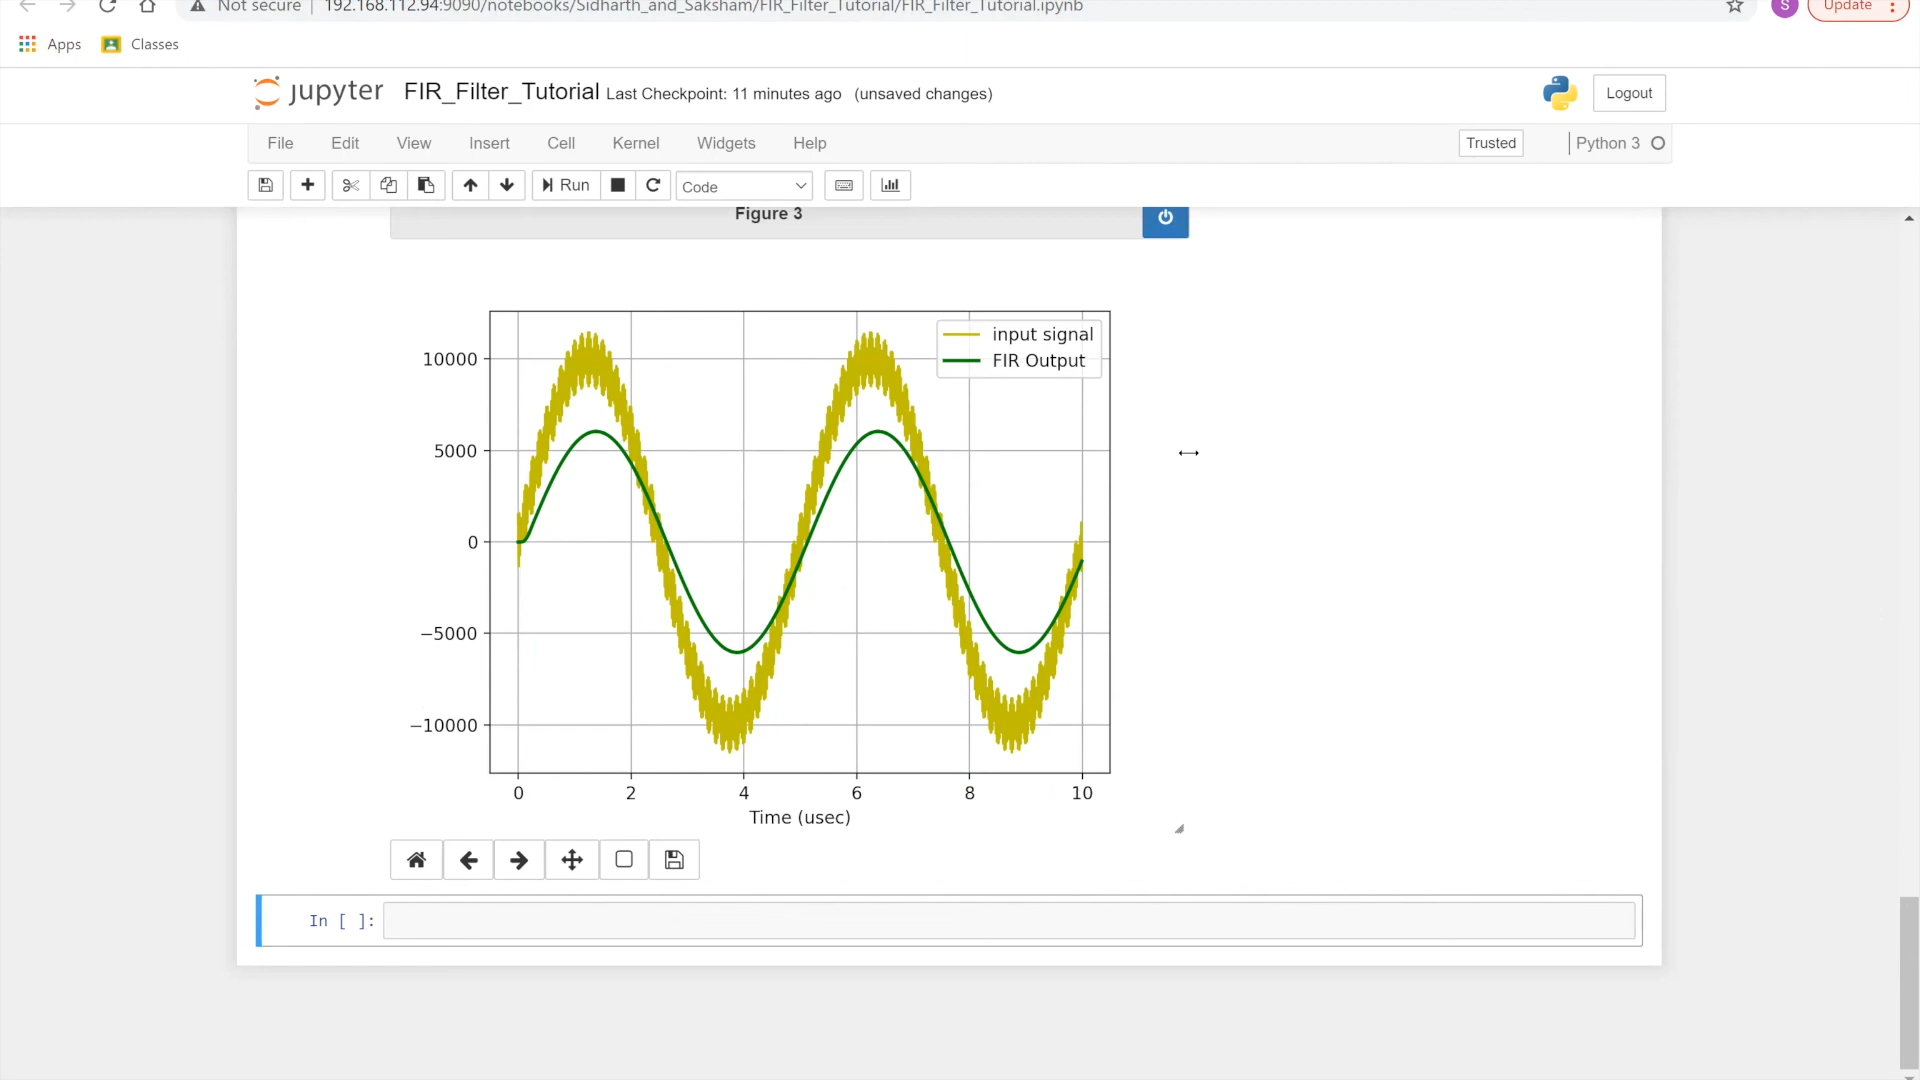 Not secure | 192.168.112.94:9090/notebooks/Sidharth_and_Saksham/FIR_Filter_Tutorial/FIR_Filter_Tutorial.ipynb S Update
Apps Classes
jupyter FIR_Filter_Tutorial Last Checkpoint: 11 minutes ago (unsaved changes) Logout
File Edit View Insert Cell Kernel Widgets Help Trusted Python 3
Run Code
Figure 3
input signal
FIR Output
10000
5000
0
−5000
−10000
0 2 4 6 8 10
Time (usec)
In [ ]: